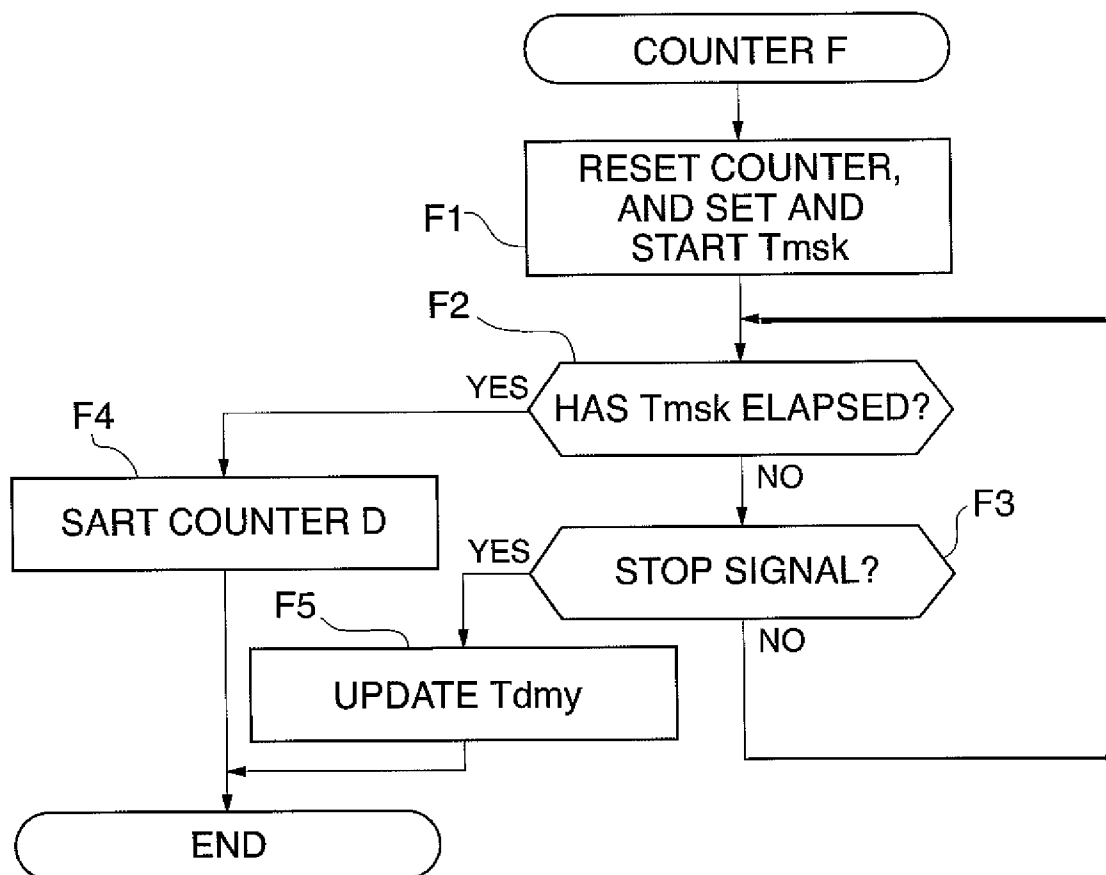 COUNTER F
RESET COUNTER,
AND SET AND
START Tmsk
F1
F2
HAS Tmsk ELAPSED?
YES
NO
F4
SART COUNTER D
F3
STOP SIGNAL?
YES
NO
F5
UPDATE Tdmy
END